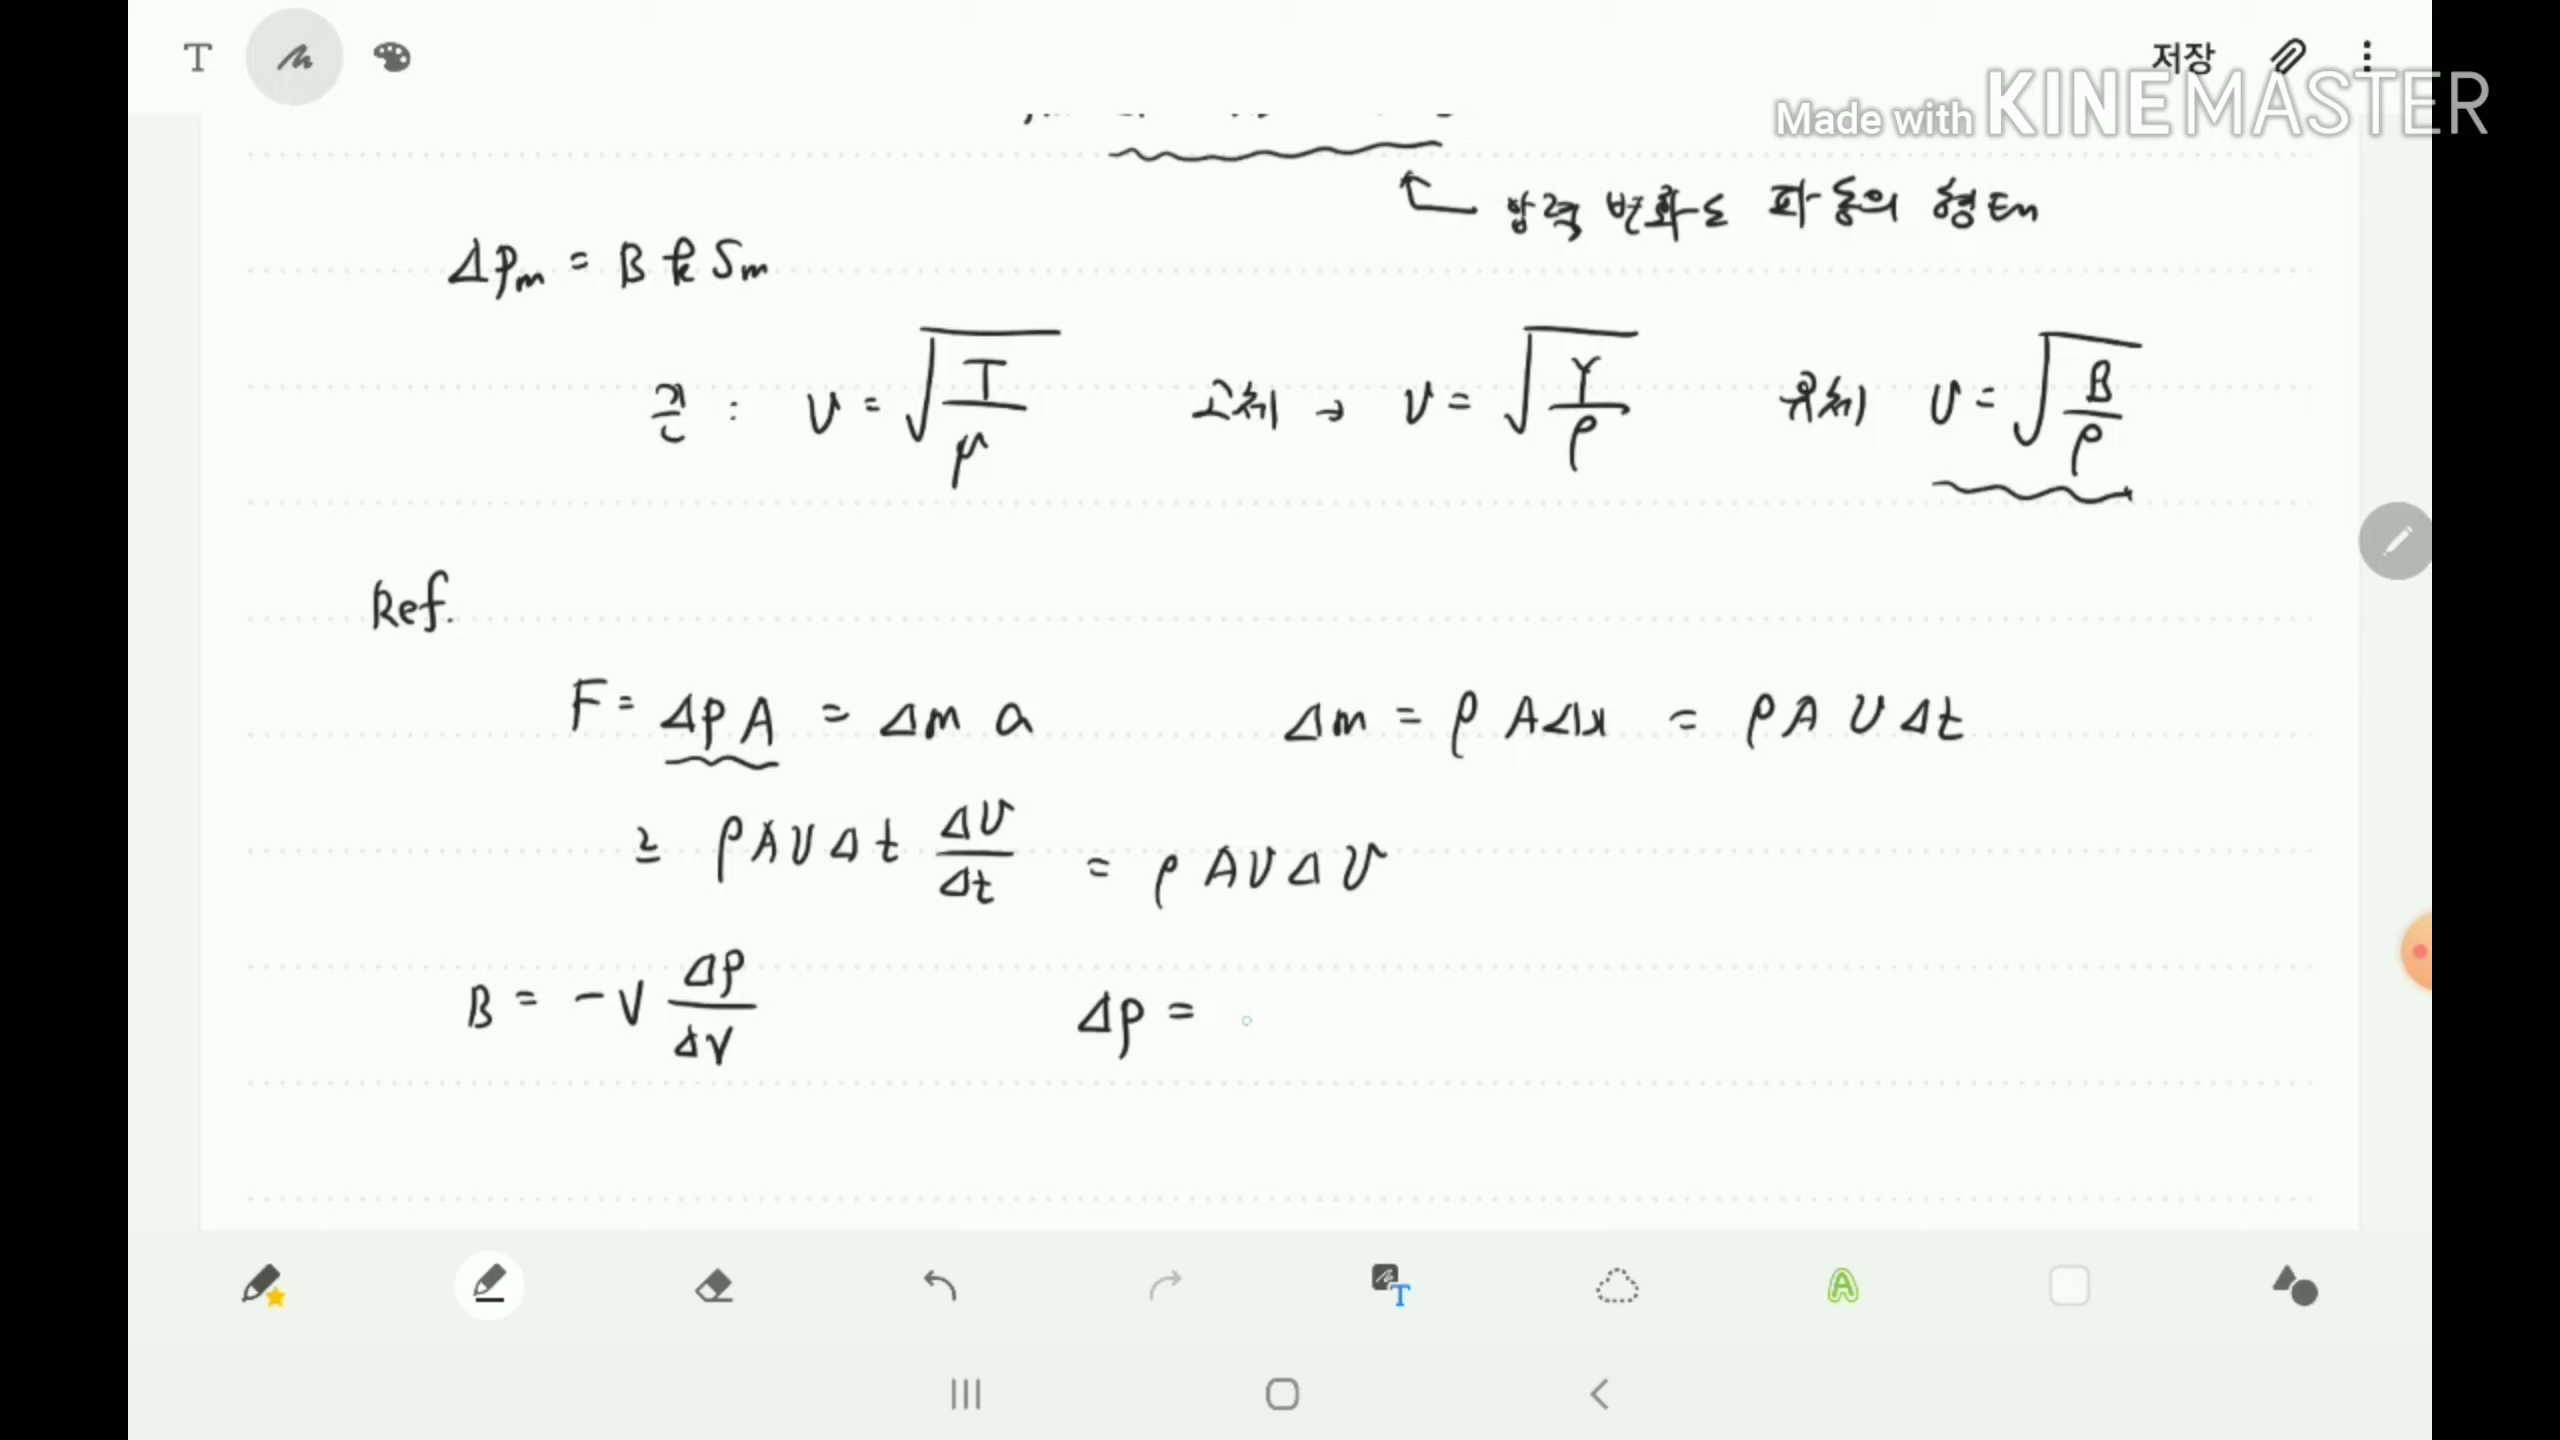 T 저장
Made with KINEMASTER
압력 변화도 파동의 형태
Δpₘ = B k Sₘ
줄 : v = √(T/μ) 고체 → v = √(Y/ρ) 유체 v = √(B/ρ)
Ref.
F = Δp A = Δm a Δm = ρ A Δx = ρ A v Δt
= ρ A v Δt Δv/Δt = ρ A v Δv
B = -V Δp/ΔV Δp =